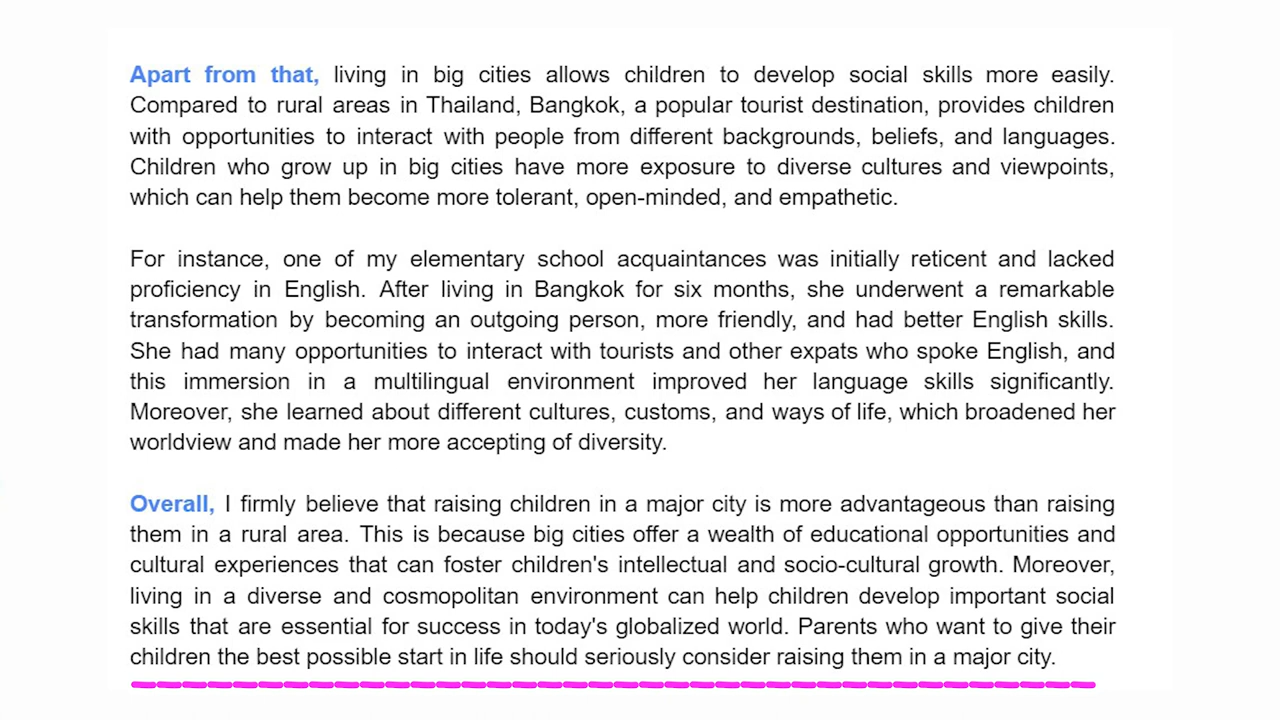 Apart from that, living in big cities allows children to develop social skills more easily.
Compared to rural areas in Thailand, Bangkok, a popular tourist destination, provides children
with opportunities to interact with people from different backgrounds, beliefs, and languages.
Children who grow up in big cities have more exposure to diverse cultures and viewpoints,
which can help them become more tolerant, open-minded, and empathetic.
For instance, one of my elementary school acquaintances was initially reticent and lacked
proficiency in English. After living in Bangkok for six months, she underwent a remarkable
transformation by becoming an outgoing person, more friendly, and had better English skills.
She had many opportunities to interact with tourists and other expats who spoke English, and
this immersion in a multilingual environment improved her language skills significantly.
Moreover, she learned about different cultures, customs, and ways of life, which broadened her
worldview and made her more accepting of diversity.
Overall, I firmly believe that raising children in a major city is more advantageous than raising
them in a rural area. This is because big cities offer a wealth of educational opportunities and
cultural experiences that can foster children's intellectual and socio-cultural growth. Moreover,
living in a diverse and cosmopolitan environment can help children develop important social
skills that are essential for success in today's globalized world. Parents who want to give their
children the best possible start in life should seriously consider raising them in a major city.